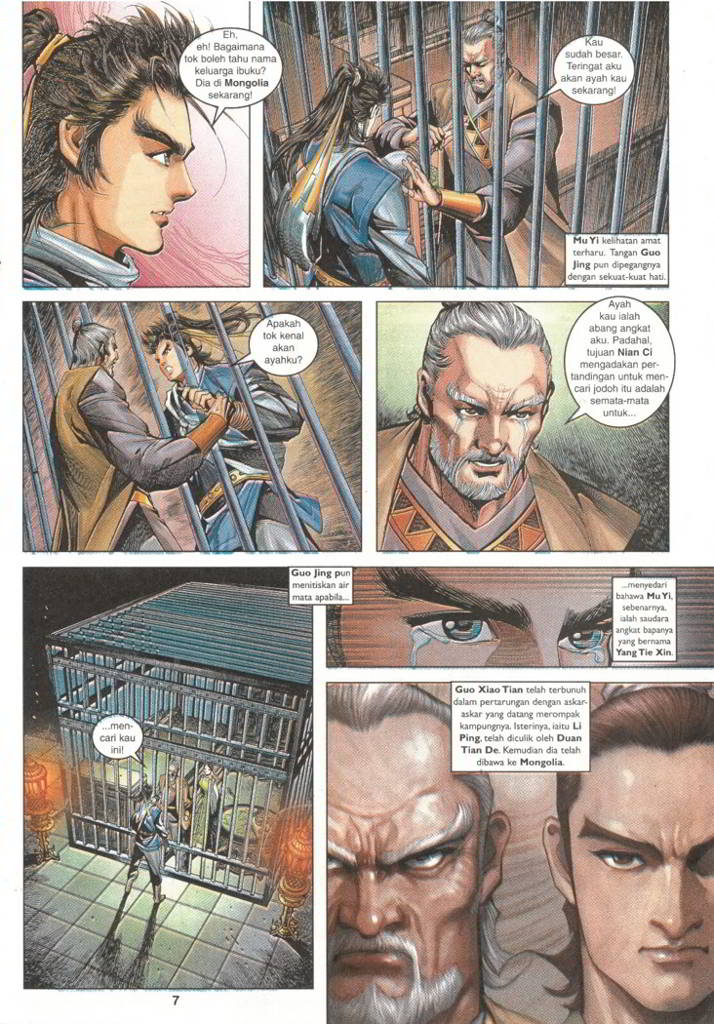 Eh,
eh! Bagaimana
tok boleh tahu nama
keluarga ibuku?
Dia di Mongolia
sekarang!
Kau
sudah besar.
Teringat aku
akan ayah kau
sekarang!
Mu Yi kelihatan amat
terharu. Tangan Guo
Jing pun dipegangnya
dengan sekuat-kuat hati.
Apakah
tok kenal
akan
ayahku?
Ayah
kau ialah
abang angkat
aku. Padahal,
tujuan Nian Ci
mengadakan per-
tandingan untuk men-
cari jodoh itu adalah
semata-mata
untuk...
...men-
cari kau
ini!
Guo Jing pun
menitiskan air
mata apabila...
...menyedari
bahawa Mu Yi,
sebenarnya,
ialah saudara
angkat bapanya
yang bernama
Yang Tie Xin.
Guo Xiao Tian telah terbunuh
dalam pertarungan dengan askar-
askar yang datang merompak
kampungnya. Isterinya, iaitu Li
Ping, telah diculik oleh Duan
Tian De. Kemudian dia telah
dibawa ke Mongolia.
7